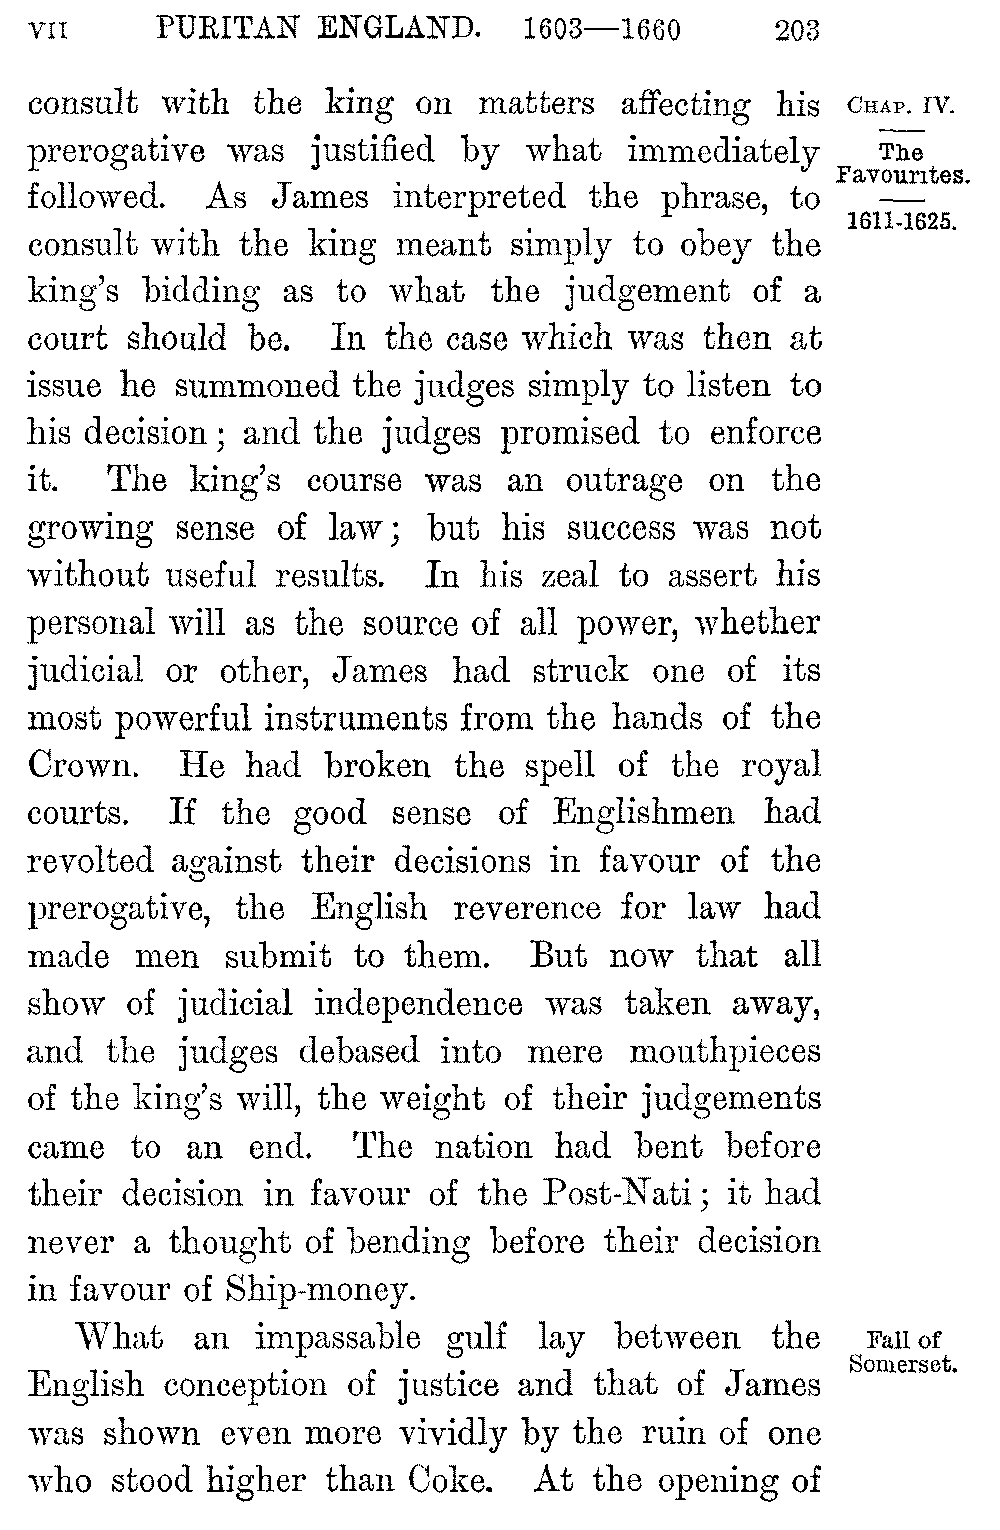 VII PURITAN ENGLAND. 1603—1660 203
consult with the king on matters affecting his
prerogative was justified by what immediately
followed. As James interpreted the phrase, to
consult with the king meant simply to obey the
king's bidding as to what the judgement of a
court should be. In the case which was then at
issue he summoned the judges simply to listen to
his decision; and the judges promised to enforce
it. The king's course was an outrage on the
growing sense of law; but his success was not
without useful results. In his zeal to assert his
personal will as the source of all power, whether
judicial or other, James had struck one of its
most powerful instruments from the hands of the
Crown. He had broken the spell of the royal
courts. If the good sense of Englishmen had
revolted against their decisions in favour of the
prerogative, the English reverence for law had
made men submit to them. But now that all
show of judicial independence was taken away,
and the judges debased into mere mouthpieces
of the king's will, the weight of their judgements
came to an end. The nation had bent before
their decision in favour of the Post-Nati; it had
never a thought of bending before their decision
in favour of Ship-money.
What an impassable gulf lay between the
English conception of justice and that of James
was shown even more vividly by the ruin of one
who stood higher than Coke. At the opening of
CHAP. IV.
The
Favourites.
1611-1625.
Fall of
Somerset.